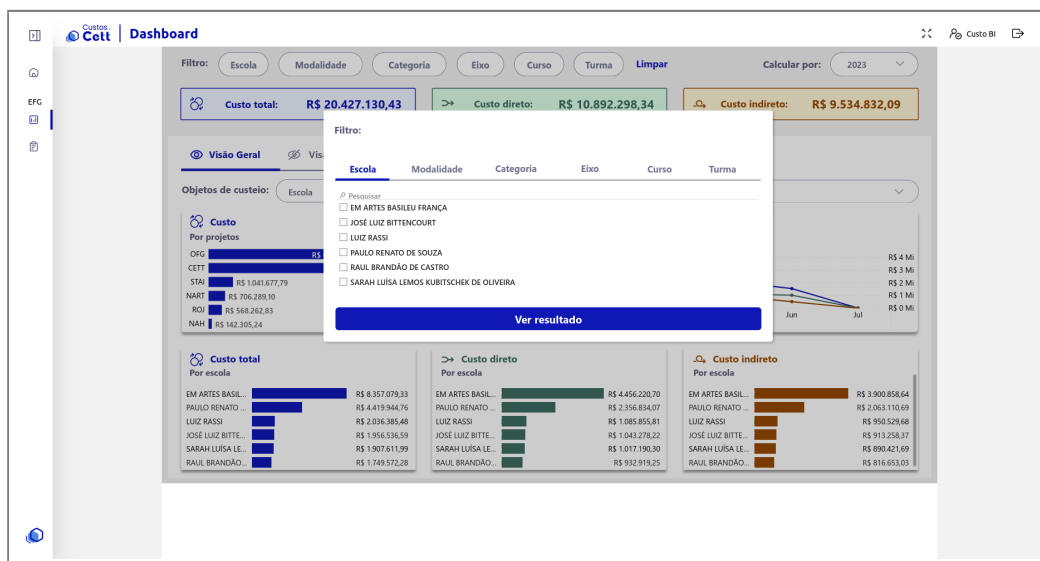 Custos.
Cett
Dashboard
Custo BI
EFG
Filtro:
Escola
Modalidade
Categoria
Eixo
Curso
Turma
Limpar
Calcular por:
2023
Custo total:
R$ 20.427.130,43
Custo direto:
R$ 10.892.298,34
Custo indireto:
R$ 9.534.832,09
Visão Geral
Vis
Objetos de custeio:
Escola
Filtro:
Escola
Modalidade
Categoria
Eixo
Curso
Turma
Pesquisar
EM ARTES BASILEU FRANÇA
JOSÉ LUIZ BITTENCOURT
LUIZ RASSI
PAULO RENATO DE SOUZA
RAUL BRANDÃO DE CASTRO
SARAH LUÍSA LEMOS KUBITSCHEK DE OLIVEIRA
Ver resultado
Custo
Por projetos
OFG R$
CETT
STAI R$ 1.041.677,79
NART R$ 706.289,10
ROJ R$ 568.262,83
NAH R$ 142.305,24
R$ 4 Mi
R$ 3 Mi
R$ 2 Mi
R$ 1 Mi
R$ 0 Mi
Jun
Jul
Custo total
Por escola
EM ARTES BASIL... R$ 8.357.079,33
PAULO RENATO ... R$ 4.419.944,76
LUIZ RASSI R$ 2.036.385,48
JOSÉ LUIZ BITTE... R$ 1.956.536,59
SARAH LUÍSA LE... R$ 1.907.611,99
RAUL BRANDÃO... R$ 1.749.572,28
Custo direto
Por escola
EM ARTES BASIL... R$ 4.456.220,70
PAULO RENATO ... R$ 2.356.834,07
LUIZ RASSI R$ 1.085.855,81
JOSÉ LUIZ BITTE... R$ 1.043.278,22
SARAH LUÍSA LE... R$ 1.017.190,30
RAUL BRANDÃO... R$ 932.919,25
Custo indireto
Por escola
EM ARTES BASIL... R$ 3.900.858,64
PAULO RENATO ... R$ 2.063.110,69
LUIZ RASSI R$ 950.529,68
JOSÉ LUIZ BITTE... R$ 913.258,37
SARAH LUÍSA LE... R$ 890.421,69
RAUL BRANDÃO... R$ 816.653,03